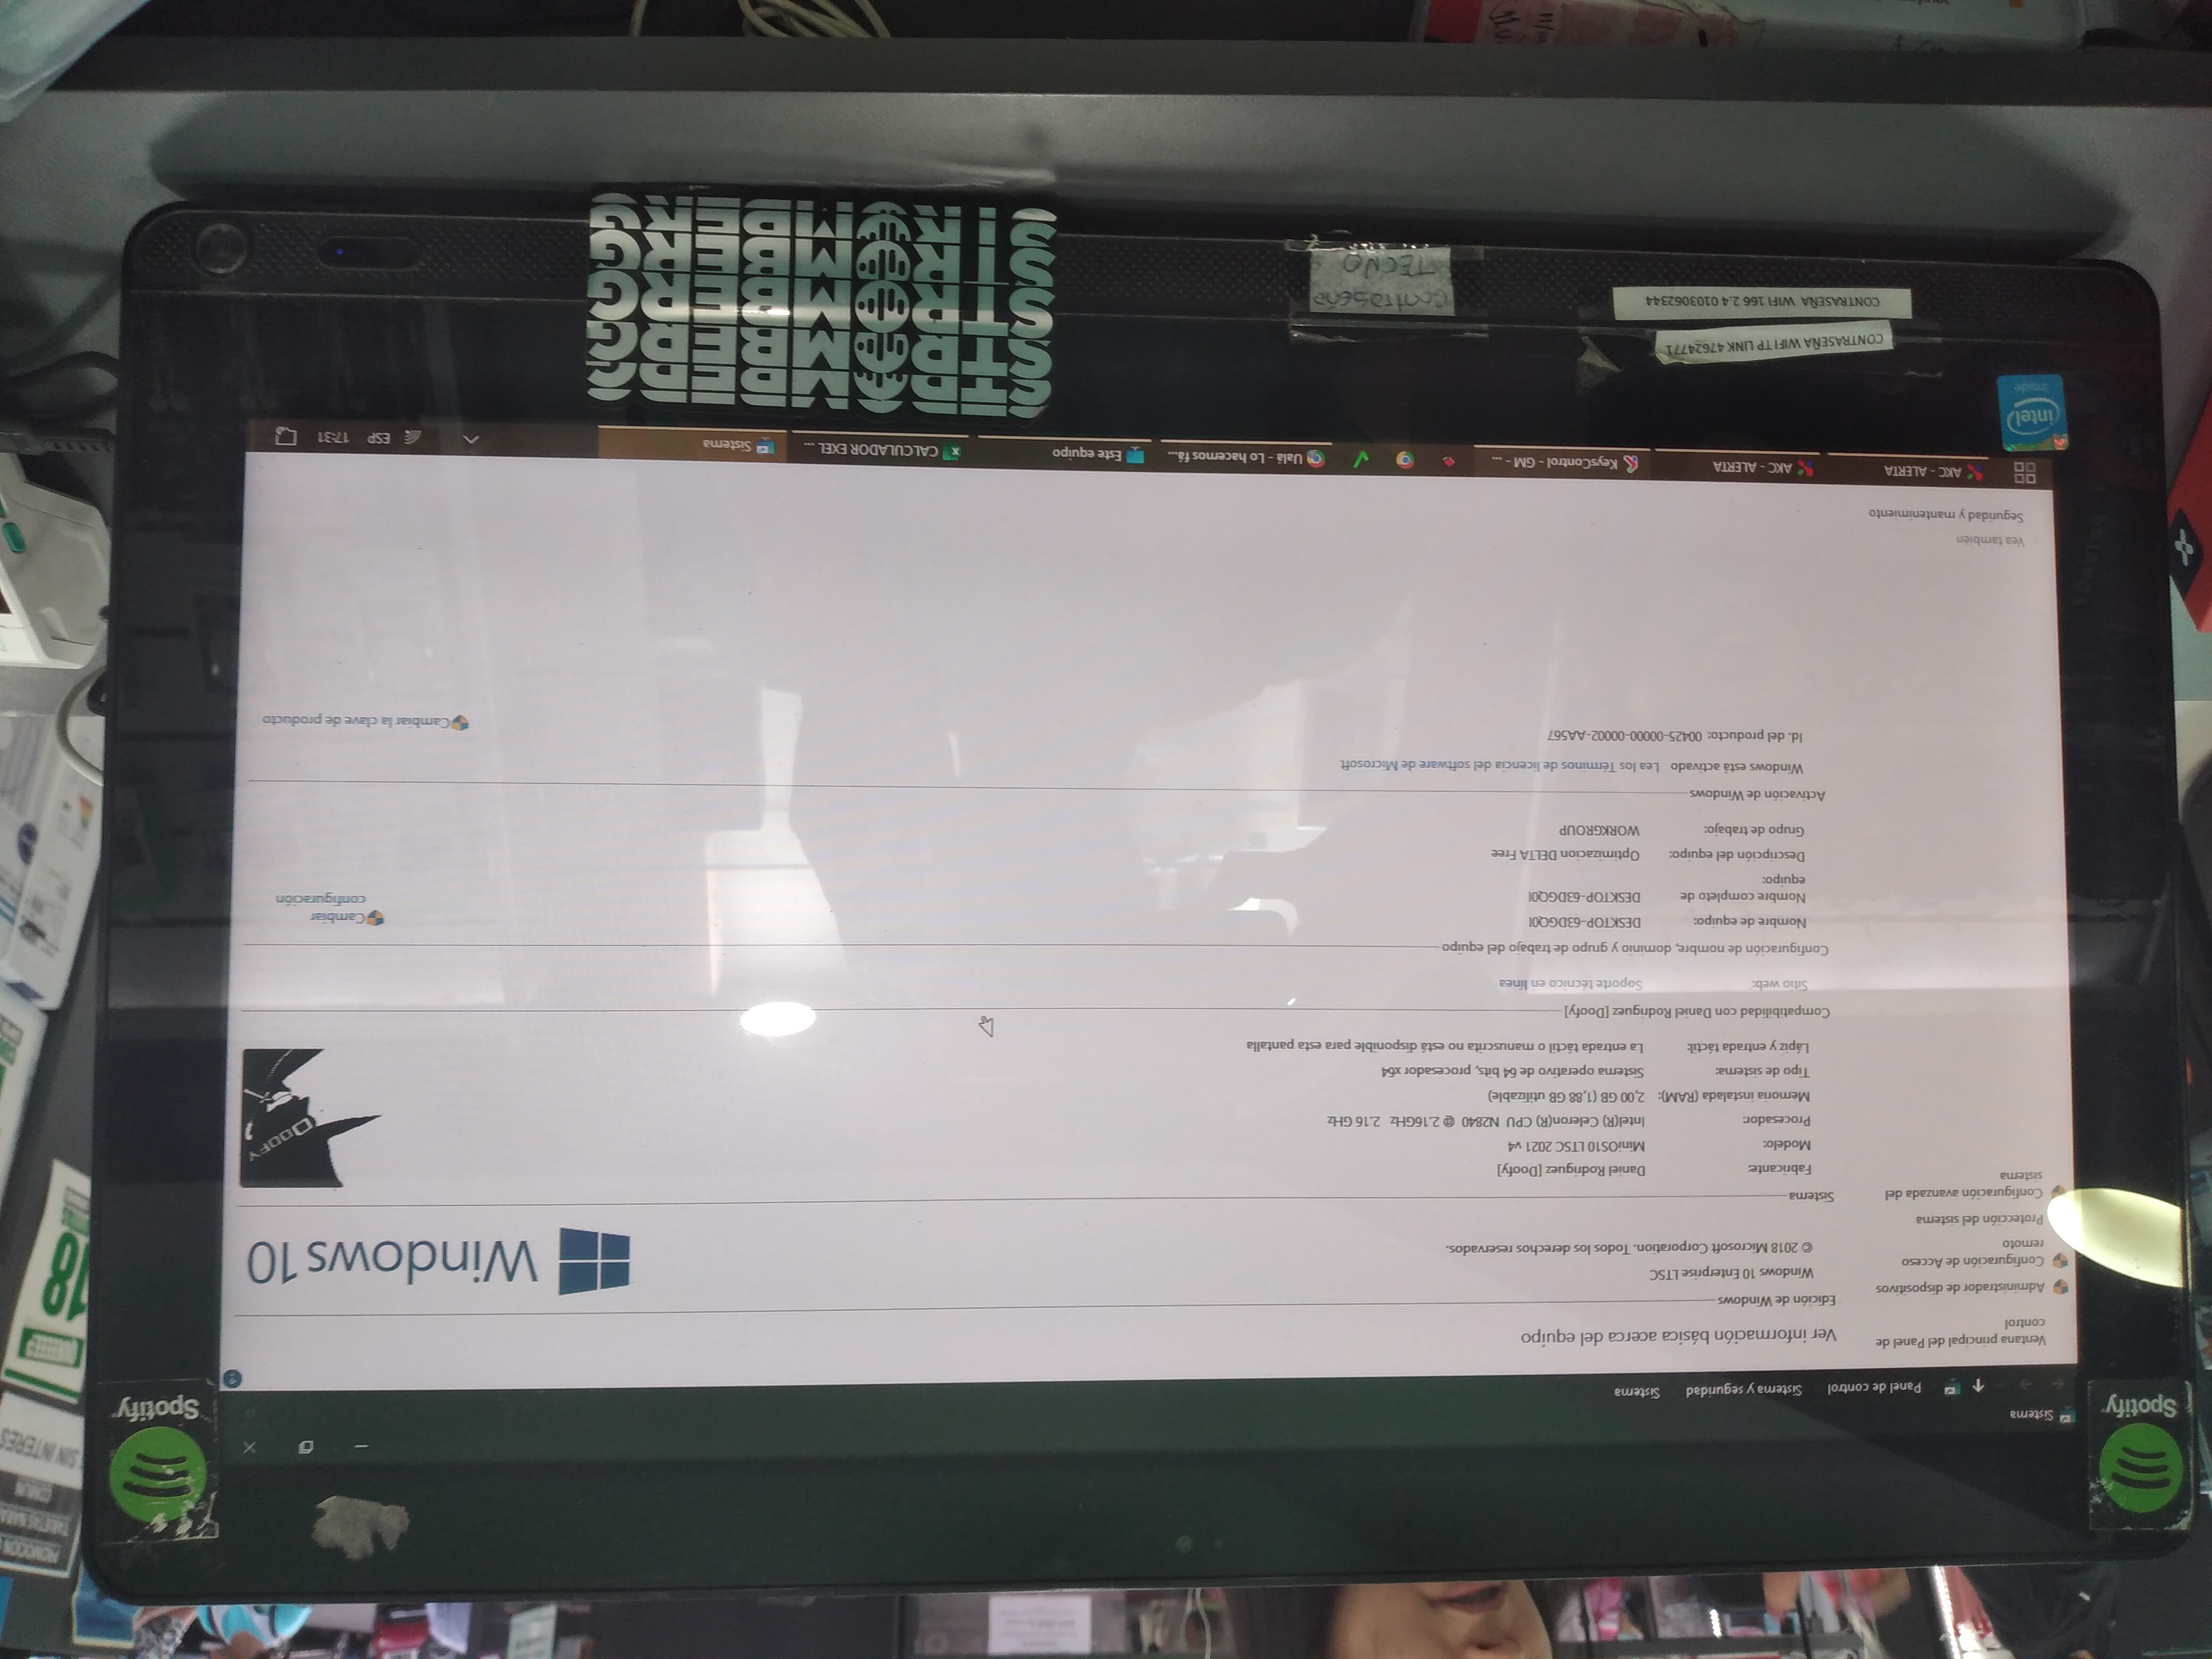 Spotify
Spotify
PROMOCION
SIN INTERES
18
Sistema
Panel de control Sistema y seguridad Sistema
Ventana principal del Panel de
control
Administrador de dispositivos
Configuración de Acceso
remoto
Protección del sistema
Configuración avanzada del
sistema
Ver información básica acerca del equipo
Edición de Windows
Windows 10 Enterprise LTSC
© 2018 Microsoft Corporation. Todos los derechos reservados.
Windows 10
Sistema
Fabricante: Daniel Rodriguez [Doofy]
Modelo: MiniOS10 LTSC 2021 v4
Procesador: Intel(R) Celeron(R) CPU N2840 @ 2.16GHz 2.16 GHz
Memoria instalada (RAM): 2,00 GB (1,88 GB utilizable)
Tipo de sistema: Sistema operativo de 64 bits, procesador x64
Lápiz y entrada táctil: La entrada táctil o manuscrita no está disponible para esta pantalla
DOOFY
Compatibilidad con Daniel Rodriguez [Doofy]
Sitio web: Soporte técnico en línea
Configuración de nombre, dominio y grupo de trabajo del equipo
Nombre de equipo: DESKTOP-63DGQ0I
Nombre completo de DESKTOP-63DGQ0I
equipo:
Descripción del equipo: Optimizacion DELTA Free
Grupo de trabajo: WORKGROUP
Cambiar
configuración
Activación de Windows
Windows está activado Lea los Términos de licencia del software de Microsoft
Id. del producto: 00425-00000-00002-AA567
Cambiar la clave de producto
Vea también
Seguridad y mantenimiento
AKC - ALERTA AKC - ALERTA KeysControl - GM - ... Ualá - Lo hacemos fá... Este equipo CALCULADOR EXEL ... Sistema ESP 17:31
intel
inside
CONTRASEÑA WIFI TP LINK 47624771
CONTRASEÑA WIFI 166 2.4 0103062344
contraseña
TECNO
STROMBERG
STROMBERG
STROMBERG
STROMBERG
STROMBERG